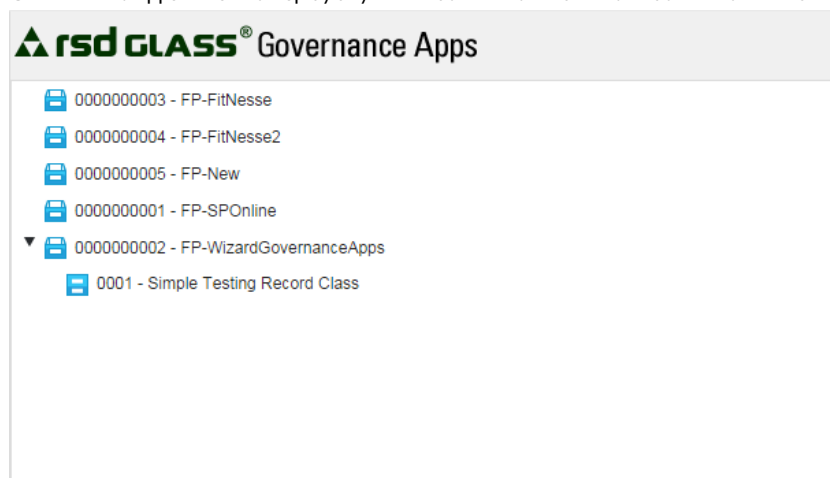 rsd GLASS® Governance Apps
0000000003 - FP-FitNesse
0000000004 - FP-FitNesse2
0000000005 - FP-New
0000000001 - FP-SPOnline
0000000002 - FP-WizardGovernanceApps
0001 - Simple Testing Record Class